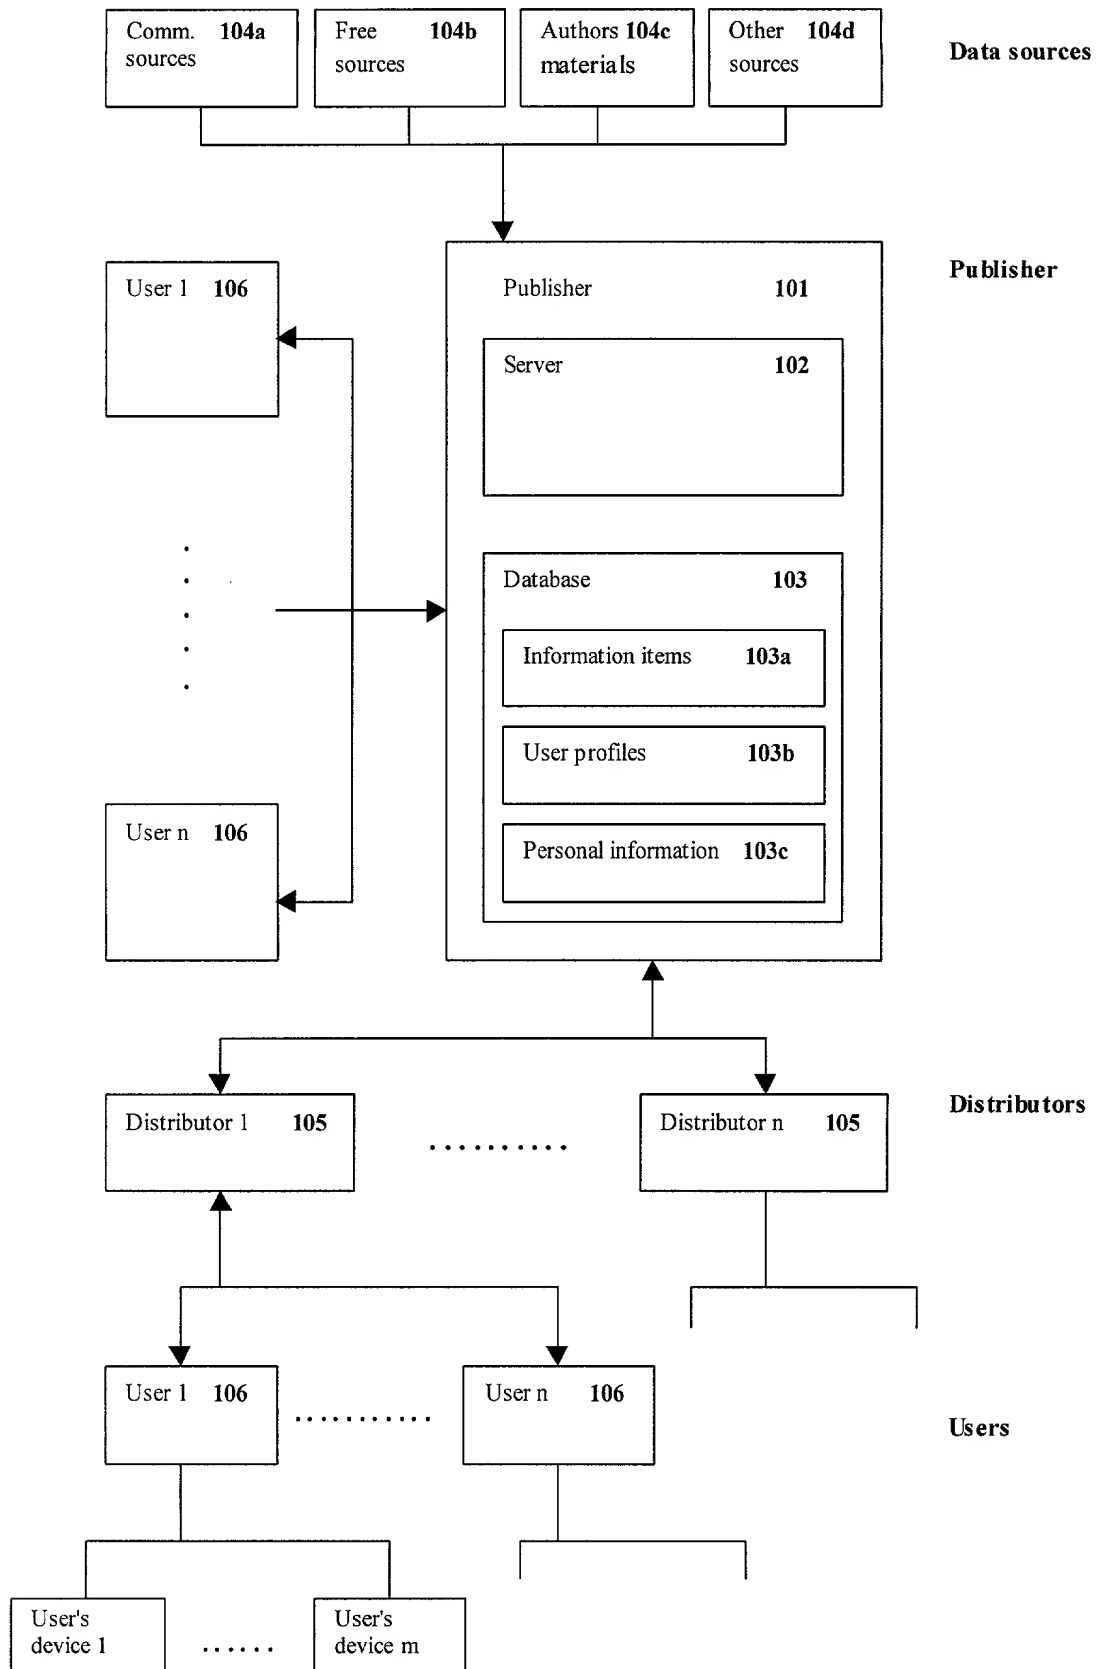 Comm. 104a
sources
Free 104b
sources
Authors 104c
materials
Other 104d
sources
Data sources
Publisher
User 1 106
Publisher 101
Server 102
Database 103
Information items 103a
User profiles 103b
User n 106
Personal information 103c
Distributors
Distributor 1 105
..........
Distributor n 105
User 1 106
...........
User n 106
Users
User's
device 1
......
User's
device m